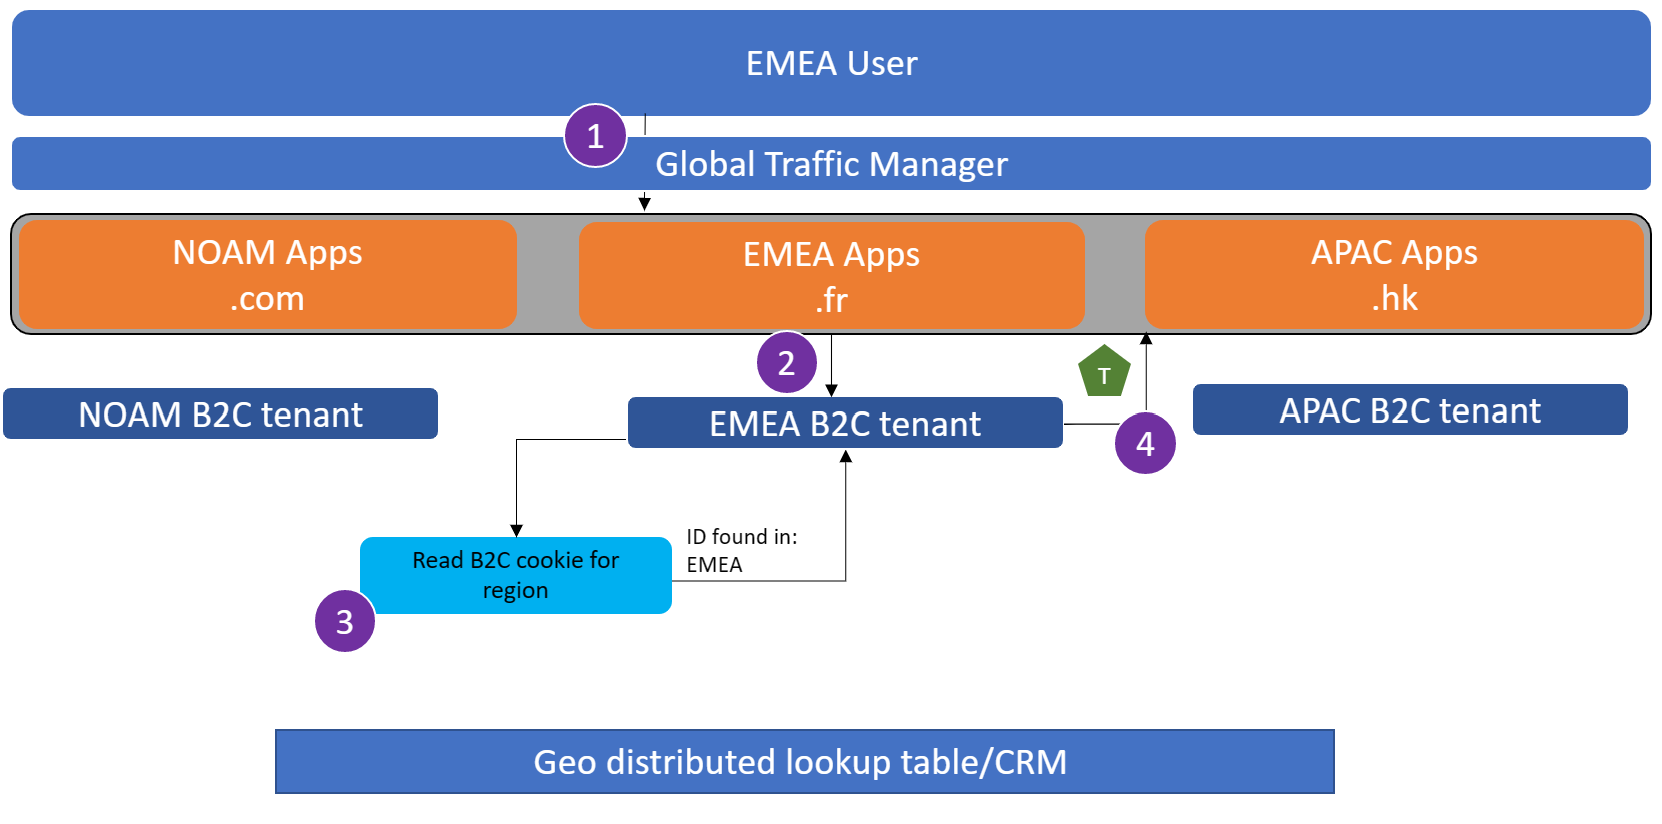 EMEA User
1
Global Traffic Manager
NOAM Apps
.com
EMEA Apps
.fr
APAC Apps
.hk
2
T
NOAM B2C tenant
EMEA B2C tenant
APAC B2C tenant
4
Read B2C cookie for
region
ID found in:
EMEA
3
Geo distributed lookup table/CRM